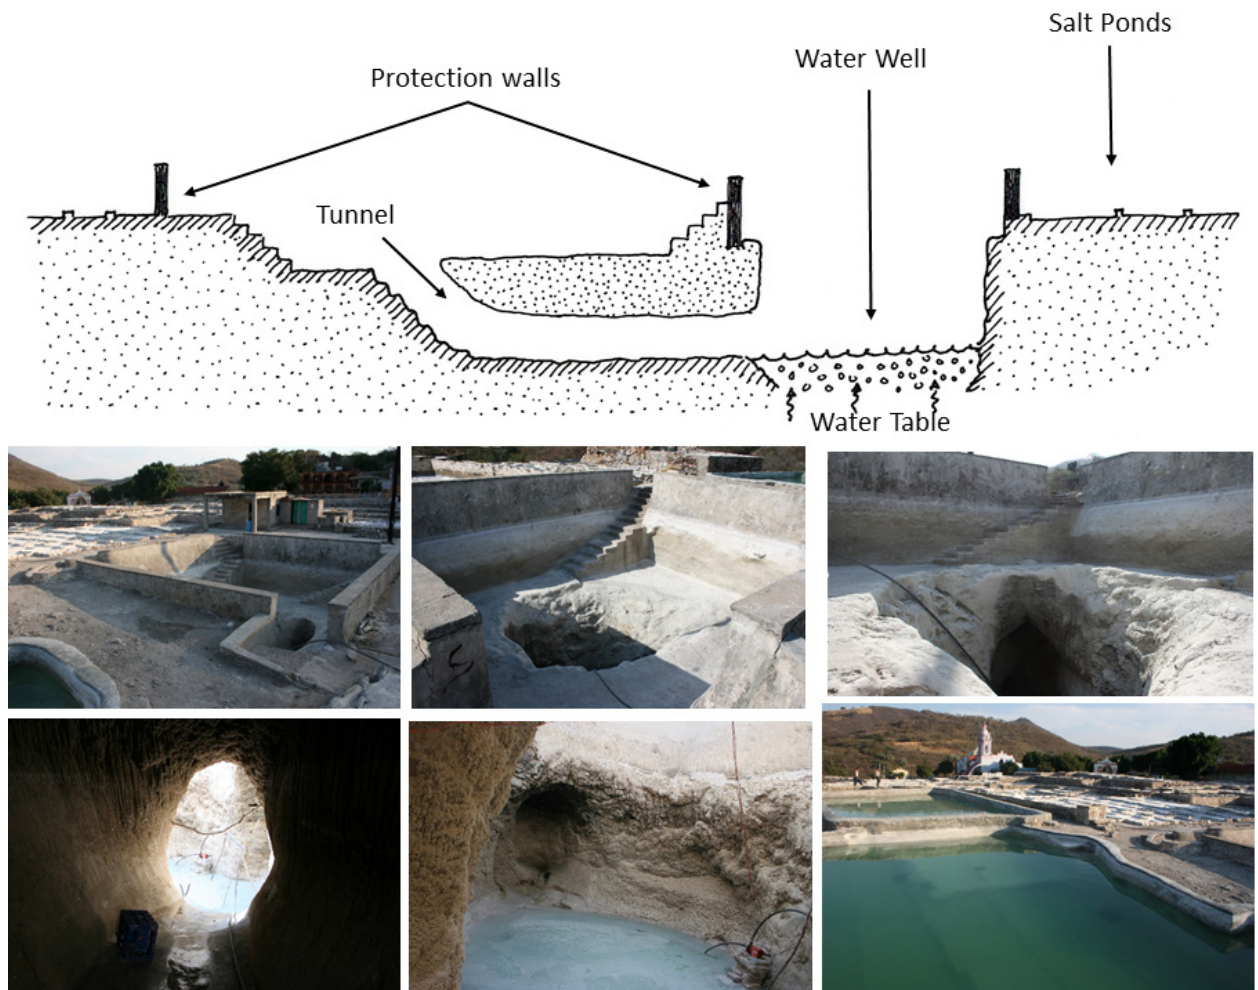 Salt Ponds
Water Well
Protection walls
Tunnel
Water Table